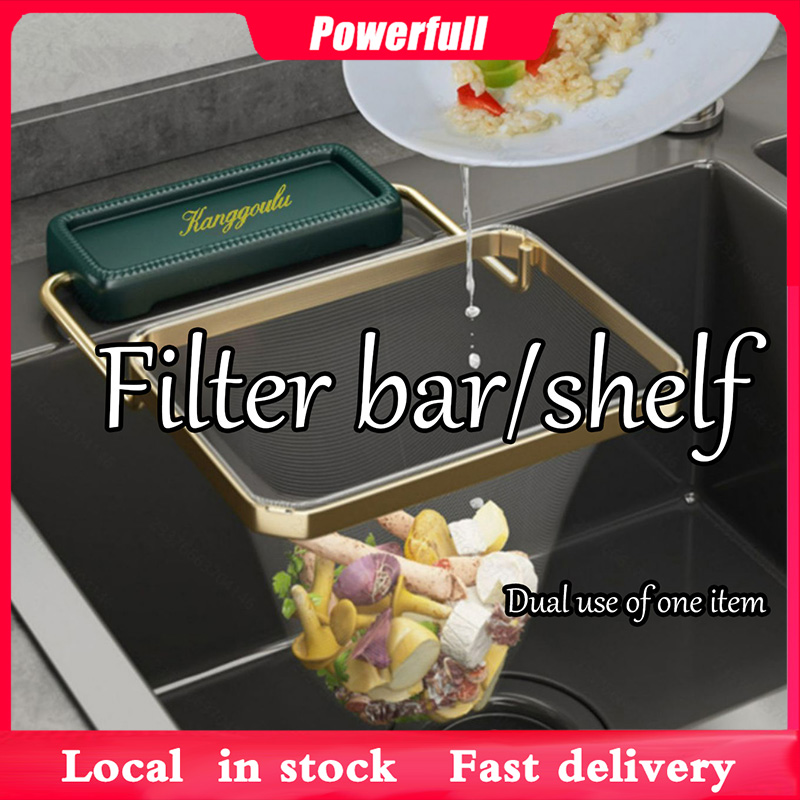 Powerfull
Kanggoulu
Filter bar/shelf
Dual use of one item
Local in stock Fast delivery